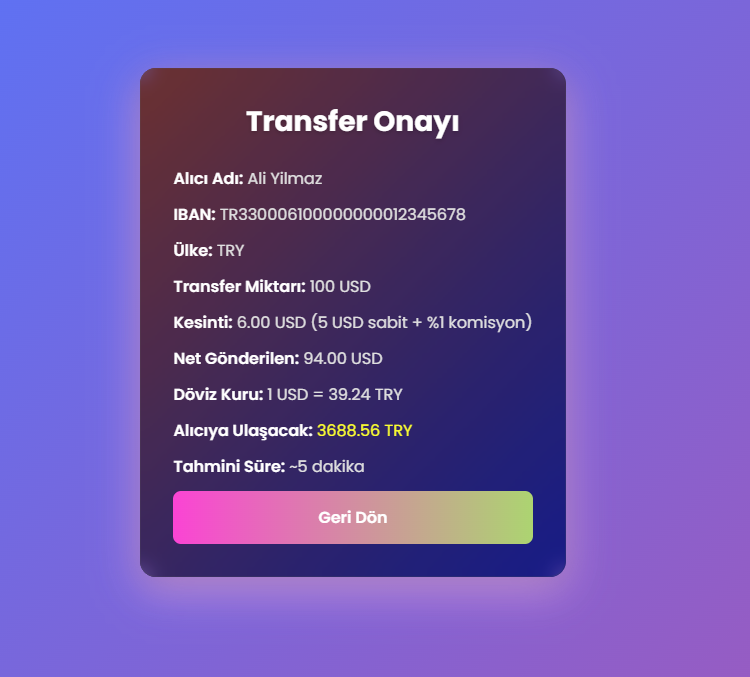 Transfer Onayı
Alıcı Adı: Ali Yilmaz
IBAN: TR330006100000000012345678
Ülke: TRY
Transfer Miktarı: 100 USD
Kesinti: 6.00 USD (5 USD sabit + %1 komisyon)
Net Gönderilen: 94.00 USD
Döviz Kuru: 1 USD = 39.24 TRY
Alıcıya Ulaşacak: 3688.56 TRY
Tahmini Süre: ~5 dakika
Geri Dön